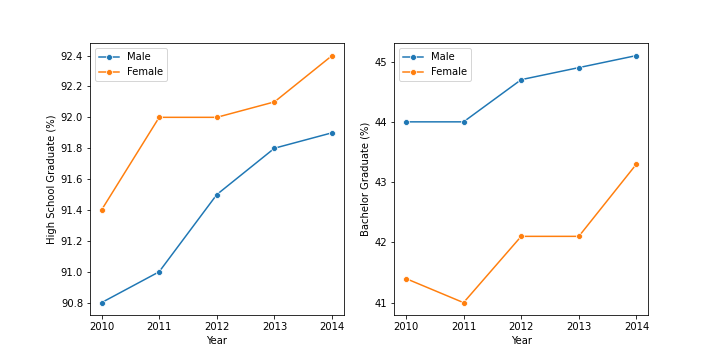 High School Graduate (%)
92.4
92.2
92.0
91.8
91.6
91.4
91.2
91.0
90.8
Male
Female
2010 2011 2012 2013 2014
Year
Bachelor Graduate (%)
45
44
43
42
41
Male
Female
2010 2011 2012 2013 2014
Year